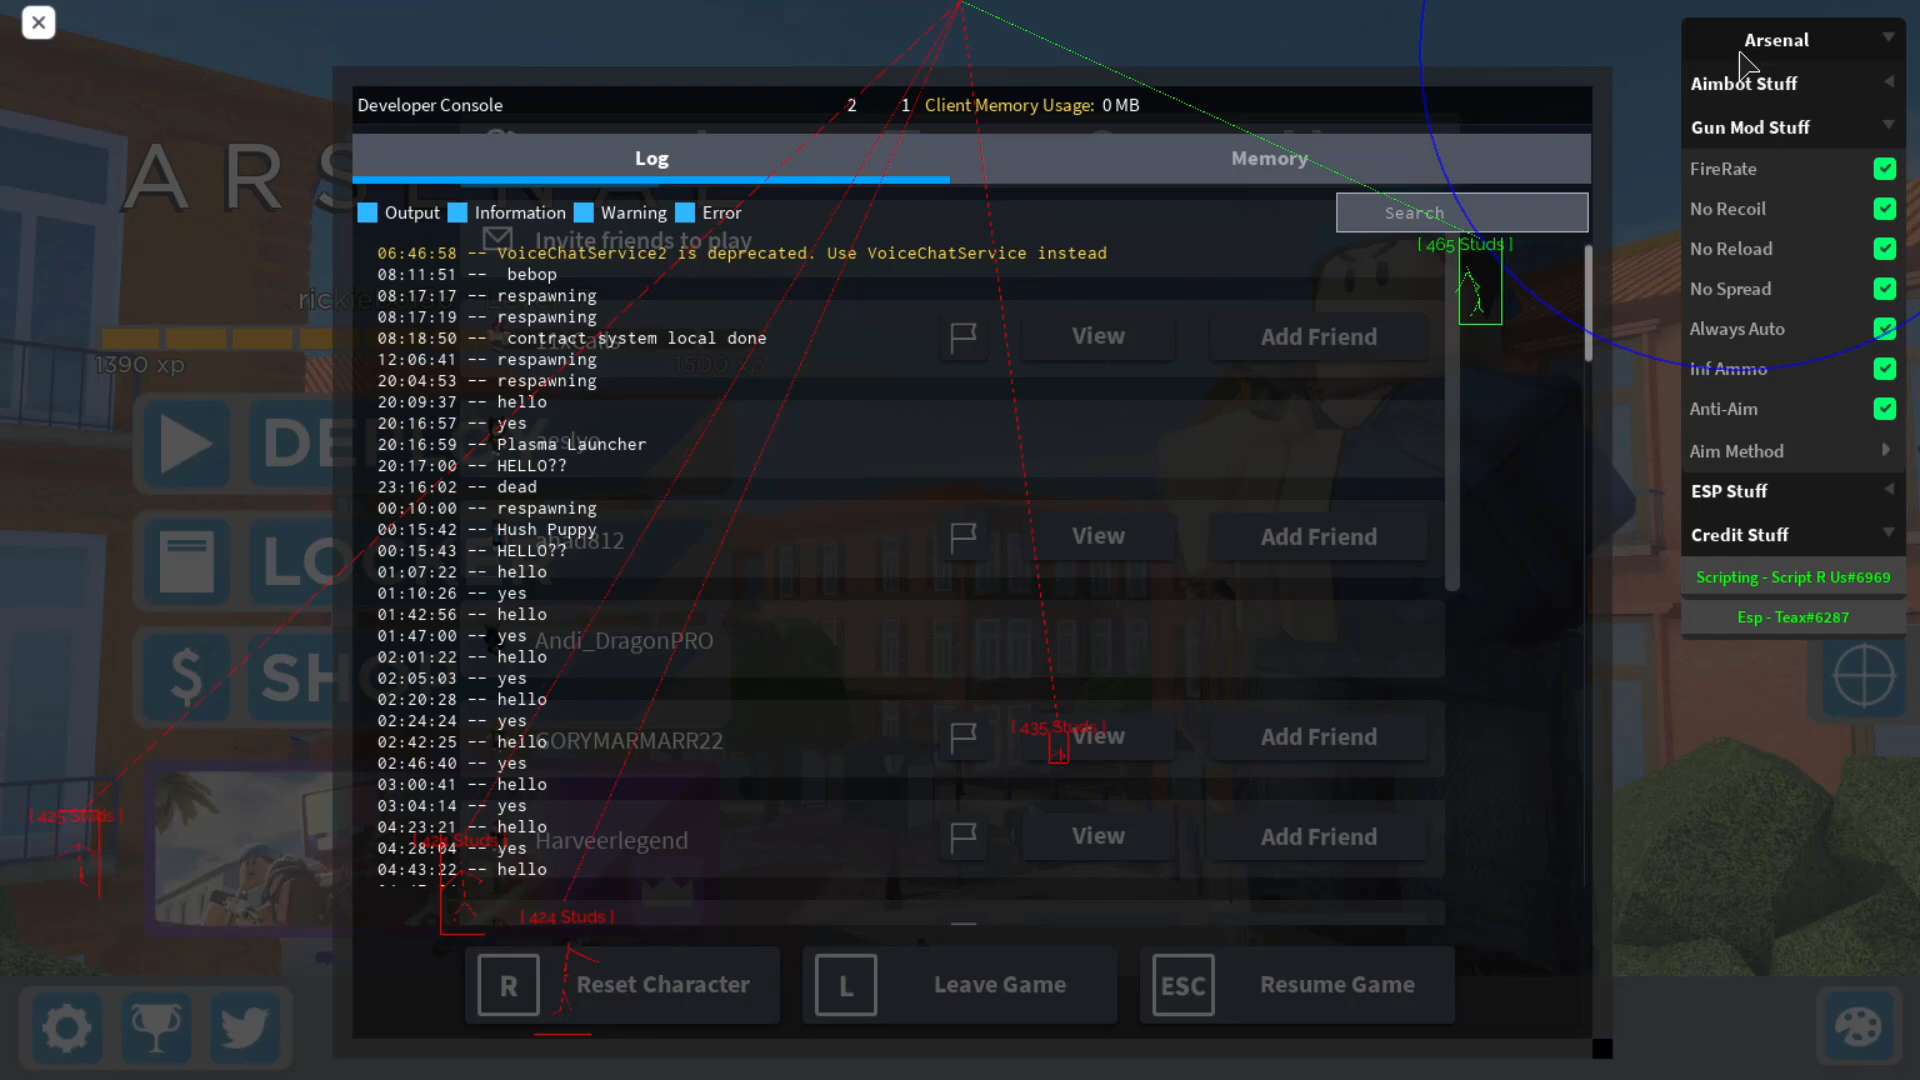 Arsenal
Aimbot Stuff
Gun Mod Stuff
FireRate
No Recoil
No Reload
No Spread
Always Auto
Inf Ammo
Anti-Aim
Aim Method
ESP Stuff
Credit Stuff
Scripting - Script R Us#6969
Esp - Teax#6287
Developer Console
2 1 Client Memory Usage: 0 MB
Log Memory
Output Information Warning Error
Search
Invite friends to play
[ 465 Studs ]
06:46:58 -- VoiceChatService2 is deprecated. Use VoiceChatService instead
08:11:51 -- bebop
08:17:17 -- respawning
08:17:19 -- respawning
08:18:50 -- contract system local done
12:06:41 -- respawning
20:04:53 -- respawning
20:09:37 -- hello
20:16:57 -- yes
20:16:59 -- Plasma Launcher
20:17:00 -- HELLO??
23:16:02 -- dead
00:10:00 -- respawning
00:15:42 -- Hush Puppy
00:15:43 -- HELLO??
01:07:22 -- hello
01:10:26 -- yes
01:42:56 -- hello
01:47:00 -- yes
02:01:22 -- hello
02:05:03 -- yes
02:20:28 -- hello
02:24:24 -- yes
02:42:25 -- hello
02:46:40 -- yes
03:00:41 -- hello
03:04:14 -- yes
04:23:21 -- hello
04:28:04 -- yes
04:43:22 -- hello
1390 xp
1500 xp
View Add Friend
View Add Friend
Andi_DragonPRO
GORYMARMARR22
View Add Friend
[ 435 Studs ]
Harveerlegend
View Add Friend
[ 425 Studs ]
[ 424 Studs ]
R Reset Character
L Leave Game
ESC Resume Game